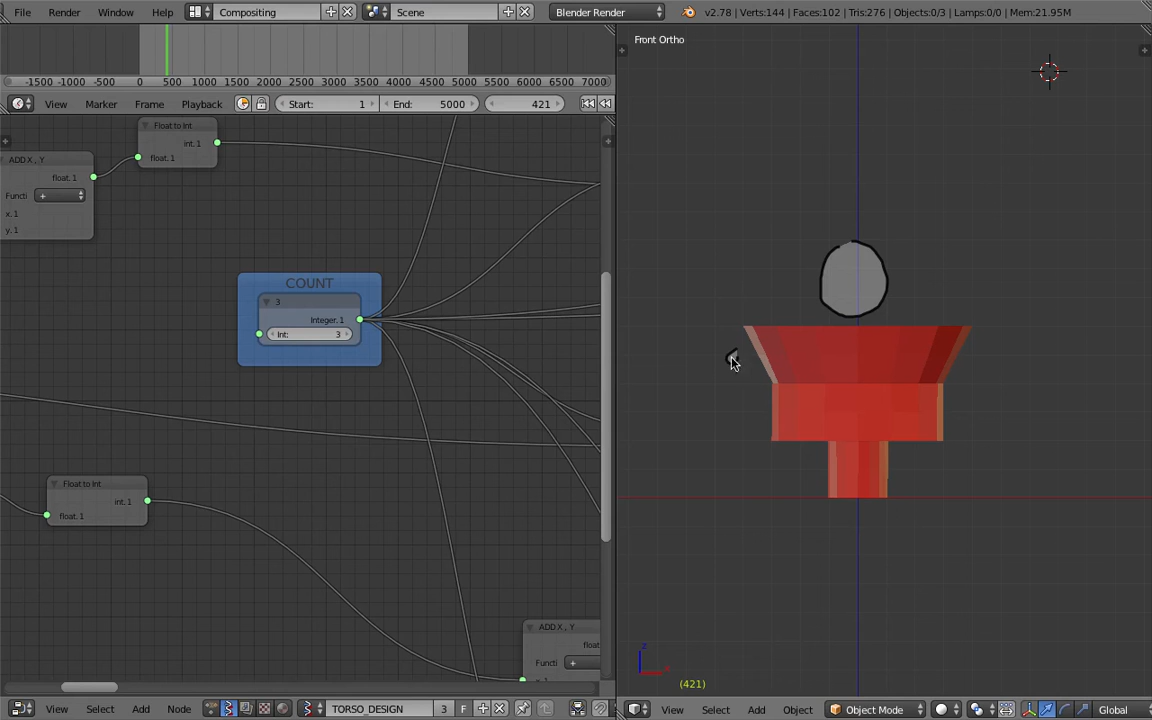 File Render Window Help Compositing Scene Blender Render v2.78 | Verts:144 | Faces:102 | Tris:276 | Objects:0/3 | Lamps:0/0 | Mem:21.95M
Front Ortho
-1500 -1000 -500 0 500 1000 1500 2000 2500 3000 3500 4000 4500 5000 5500 6000 6500 7000
View Marker Frame Playback Start: 1 End: 5000 421
Float to Int
int. 1
float. 1
ADD X , Y
float. 1
Functi +
x. 1
y. 1
COUNT
3
Integer. 1
Int: 3
Float to Int
int. 1
float. 1
ADD X , Y
float
Functi +
z
x
(421)
View Select Add Node TORSO_DESIGN 3 F
View Select Add Object Object Mode Global